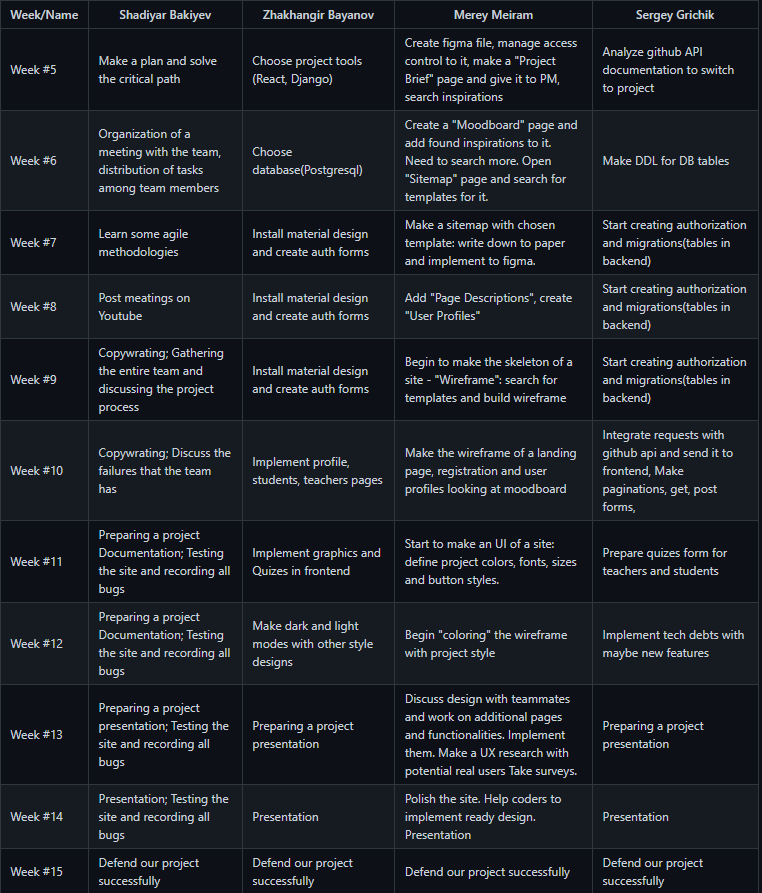 Week/Name
Shadiyar Bakiyev
Zhakhangir Bayanov
Merey Meiram
Sergey Grichik
Week #5
Make a plan and solve
the critical path
Choose project tools
(React, Django)
Create figma file, manage access
control to it, make a "Project
Brief" page and give it to PM,
search inspirations
Analyze github API
documentation to switch
to project
Week #6
Organization of a
meeting with the team,
distribution of tasks
among team members
Choose
database(Postgresql)
Create a "Moodboard" page and
add found inspirations to it.
Need to search more. Open
"Sitemap" page and search for
templates for it.
Make DDL for DB tables
Week #7
Learn some agile
methodologies
Install material design
and create auth forms
Make a sitemap with chosen
template: write down to paper
and implement to figma.
Start creating authorization
and migrations(tables in
backend)
Week #8
Post meatings on
Youtube
Install material design
and create auth forms
Add "Page Descriptions", create
"User Profiles"
Start creating authorization
and migrations(tables in
backend)
Week #9
Copywrating; Gathering
the entire team and
discussing the project
process
Install material design
and create auth forms
Begin to make the skeleton of a
site - "Wireframe": search for
templates and build wireframe
Start creating authorization
and migrations(tables in
backend)
Week #10
Copywrating; Discuss the
failures that the team
has
Implement profile,
students, teachers pages
Make the wireframe of a landing
page, registration and user
profiles looking at moodboard
Integrate requests with
github api and send it to
frontend, Make
paginations, get, post
forms,
Week #11
Preparing a project
Documentation; Testing
the site and recording all
bugs
Implement graphics and
Quizes in frontend
Start to make an UI of a site:
define project colors, fonts, sizes
and button styles.
Prepare quizes form for
teachers and students
Week #12
Preparing a project
Documentation; Testing
the site and recording all
bugs
Make dark and light
modes with other style
designs
Begin "coloring" the wireframe
with project style
Implement tech debts with
maybe new features
Week #13
Preparing a project
presentation; Testing the
site and recording all
bugs
Preparing a project
presentation
Discuss design with teammates
and work on additional pages
and functionalities. Implement
them. Make a UX research with
potential real users Take surveys.
Preparing a project
presentation
Week #14
Presentation; Testing the
site and recording all
bugs
Presentation
Polish the site. Help coders to
implement ready design.
Presentation
Presentation
Week #15
Defend our project
successfully
Defend our project
successfully
Defend our project successfully
Defend our project
successfully